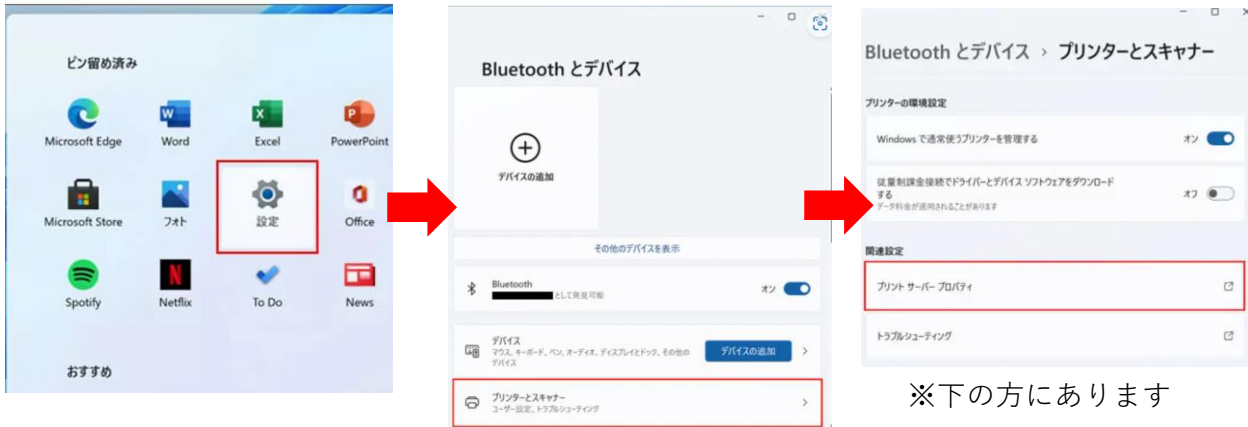 ピン留め済み
Microsoft Edge
Word
Excel
PowerPoint
Microsoft Store
フォト
設定
Office
Spotify
Netflix
To Do
News
おすすめ
Bluetooth とデバイス
デバイスの追加
その他のデバイスを表示
Bluetooth
として発見可能
オン
デバイス
マウス、キーボード、ペン、オーディオ、ディスプレイとドック、その他の
デバイス
デバイスの追加
プリンターとスキャナー
ユーザー設定、トラブルシューティング
Bluetooth とデバイス › プリンターとスキャナー
プリンターの環境設定
Windows で通常使うプリンターを管理する
オン
従量制課金接続でドライバーとデバイス ソフトウェアをダウンロード
する
データ料金が適用されることがあります
オフ
関連設定
プリント サーバー プロパティ
トラブルシューティング
※下の方にあります